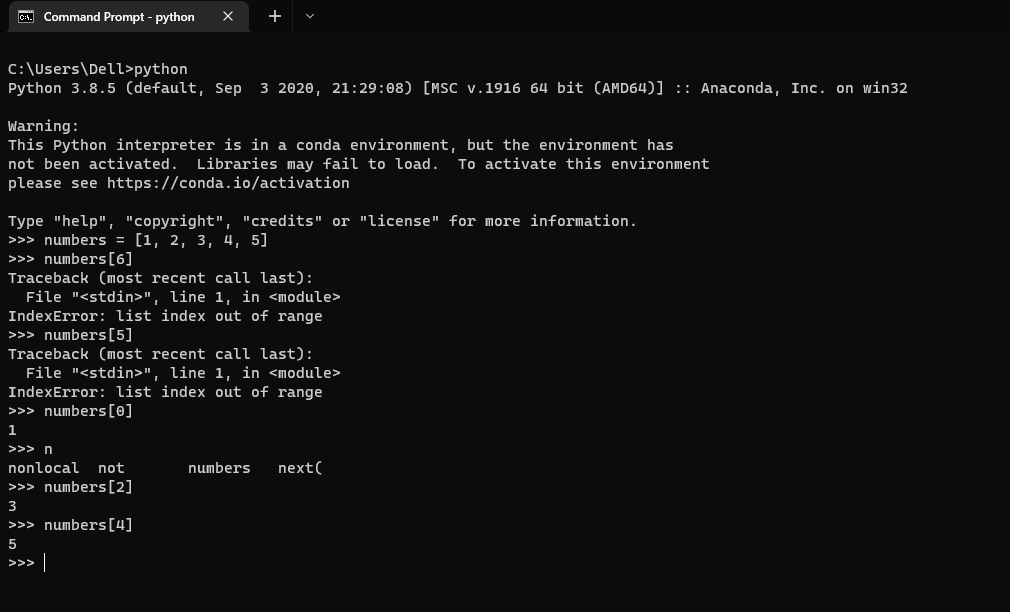 Command Prompt - python
C:\Users\Dell>python
Python 3.8.5 (default, Sep  3 2020, 21:29:08) [MSC v.1916 64 bit (AMD64)] :: Anaconda, Inc. on win32
Warning:
This Python interpreter is in a conda environment, but the environment has
not been activated.  Libraries may fail to load.  To activate this environment
please see https://conda.io/activation
Type "help", "copyright", "credits" or "license" for more information.
>>> numbers = [1, 2, 3, 4, 5]
>>> numbers[6]
Traceback (most recent call last):
  File "<stdin>", line 1, in <module>
IndexError: list index out of range
>>> numbers[5]
Traceback (most recent call last):
  File "<stdin>", line 1, in <module>
IndexError: list index out of range
>>> numbers[0]
1
>>> n
nonlocal  not       numbers   next(
>>> numbers[2]
3
>>> numbers[4]
5
>>>